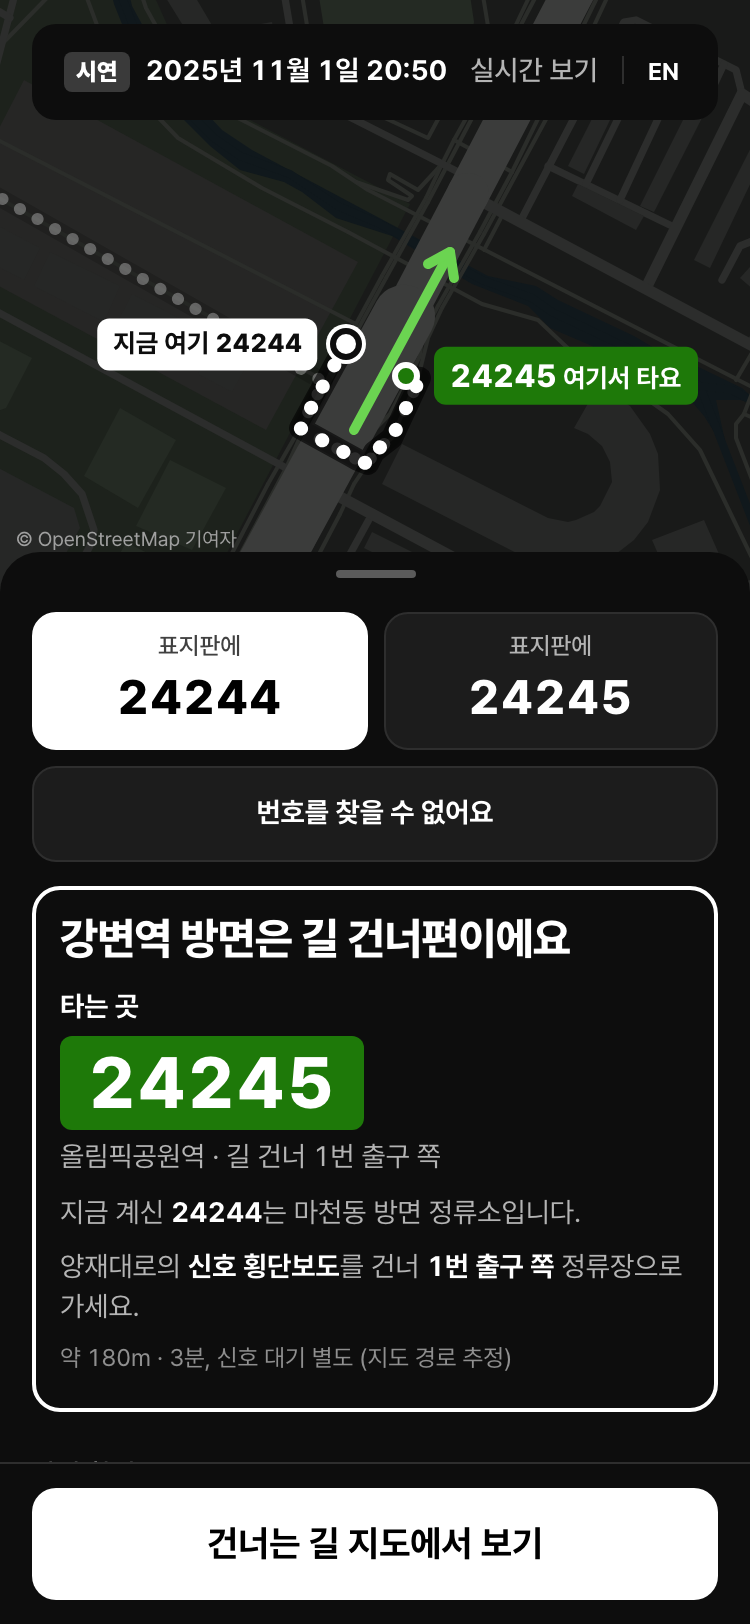 시연 2025년 11월 1일 20:50 실시간 보기 EN
지금 여기 24244
24245 여기서 타요
© OpenStreetMap 기여자
표지판에
24244
표지판에
24245
번호를 찾을 수 없어요
강변역 방면은 길 건너편이에요
타는 곳
24245
올림픽공원역 · 길 건너 1번 출구 쪽
지금 계신 24244는 마천동 방면 정류소입니다.
양재대로의 신호 횡단보도를 건너 1번 출구 쪽 정류장으로
가세요.
약 180m · 3분, 신호 대기 별도 (지도 경로 추정)
건너는 길 지도에서 보기